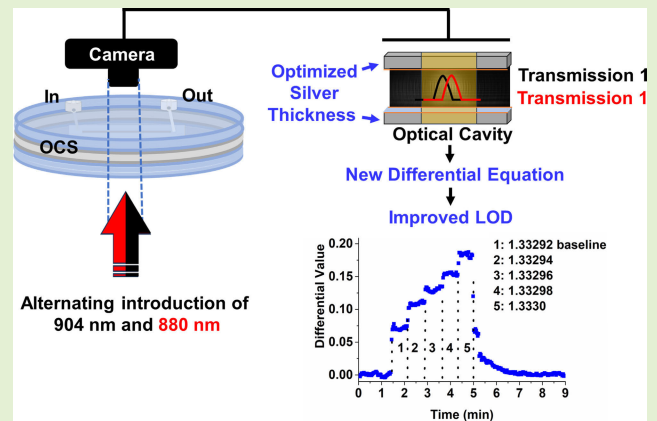 Camera
In
Out
OCS
Alternating introduction of
904 nm and 880 nm
Optimized
Silver
Thickness
Transmission 1
Transmission 1
Optical Cavity
New Differential Equation
Improved LOD
Differential Value
0.20
0.15
0.10
0.05
0.00
1: 1.33292 baseline
2: 1.33294
3: 1.33296
4: 1.33298
5: 1.3330
1 2 3 4 5
0 1 2 3 4 5 6 7 8 9
Time (min)